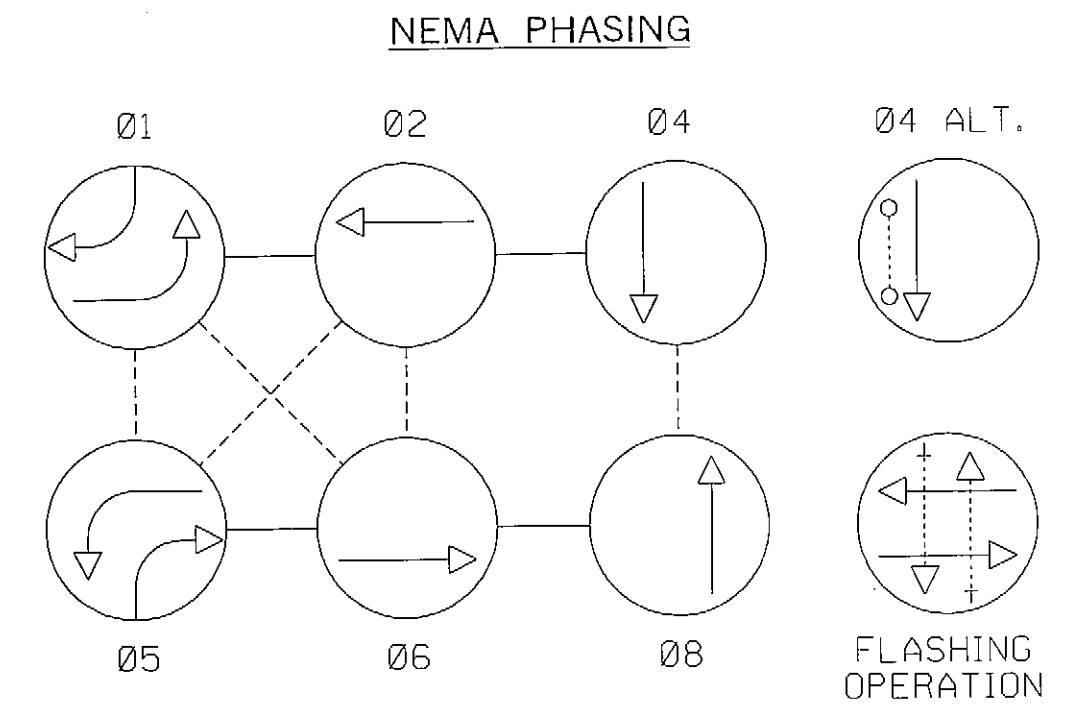 NEMA PHASING
Ø1
Ø2
Ø4
Ø4 ALT.
Ø5
Ø6
Ø8
FLASHING
OPERATION